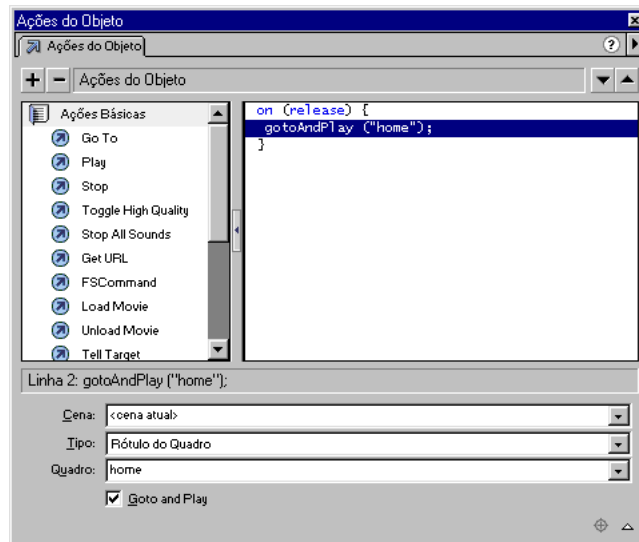 Ações do Objeto
Ações do Objeto
?
+ − Ações do Objeto
Ações Básicas
Go To
Play
Stop
Toggle High Quality
Stop All Sounds
Get URL
FSCommand
Load Movie
Unload Movie
Tell Target
on (release) {
gotoAndPlay ("home");
}
Linha 2: gotoAndPlay ("home");
Cena: <cena atual>
Tipo: Rótulo do Quadro
Quadro: home
Goto and Play